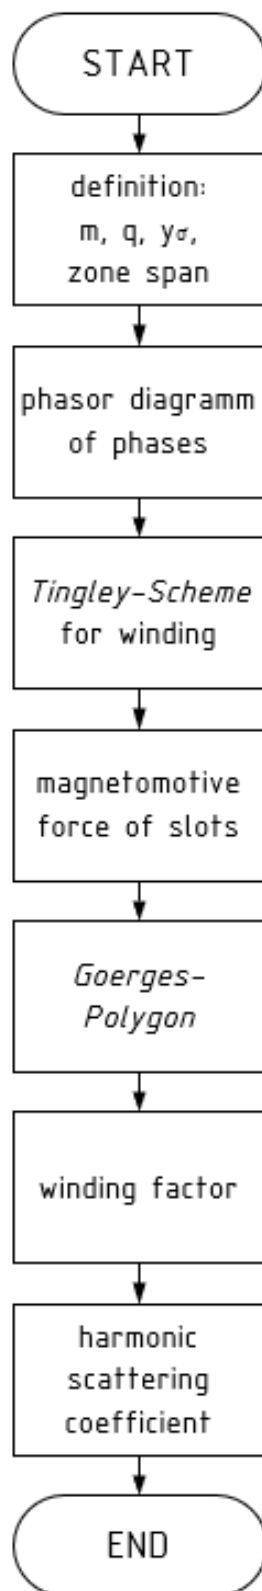 START
definition:
m, q, yσ,
zone span
phasor diagramm
of phases
Tingley-Scheme
for winding
magnetomotive
force of slots
Goerges-
Polygon
winding factor
harmonic
scattering
coefficient
END